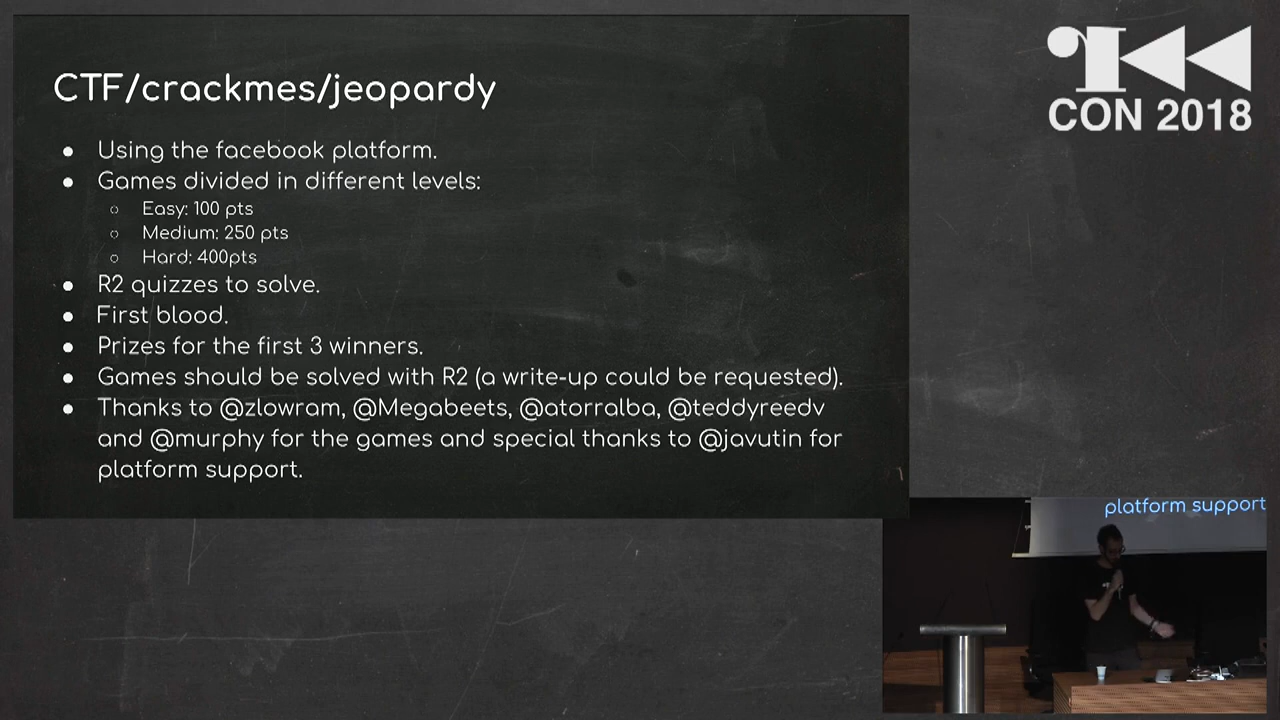 CTF/crackmes/jeopardy
● Using the facebook platform.
● Games divided in different levels:
○ Easy: 100 pts
○ Medium: 250 pts
○ Hard: 400pts
● R2 quizzes to solve.
● First blood.
● Prizes for the first 3 winners.
● Games should be solved with R2 (a write-up could be requested).
● Thanks to @zlowram, @Megabeets, @atorralba, @teddyreedv
and @murphy for the games and special thanks to @javutin for
platform support.
CON 2018
platform support